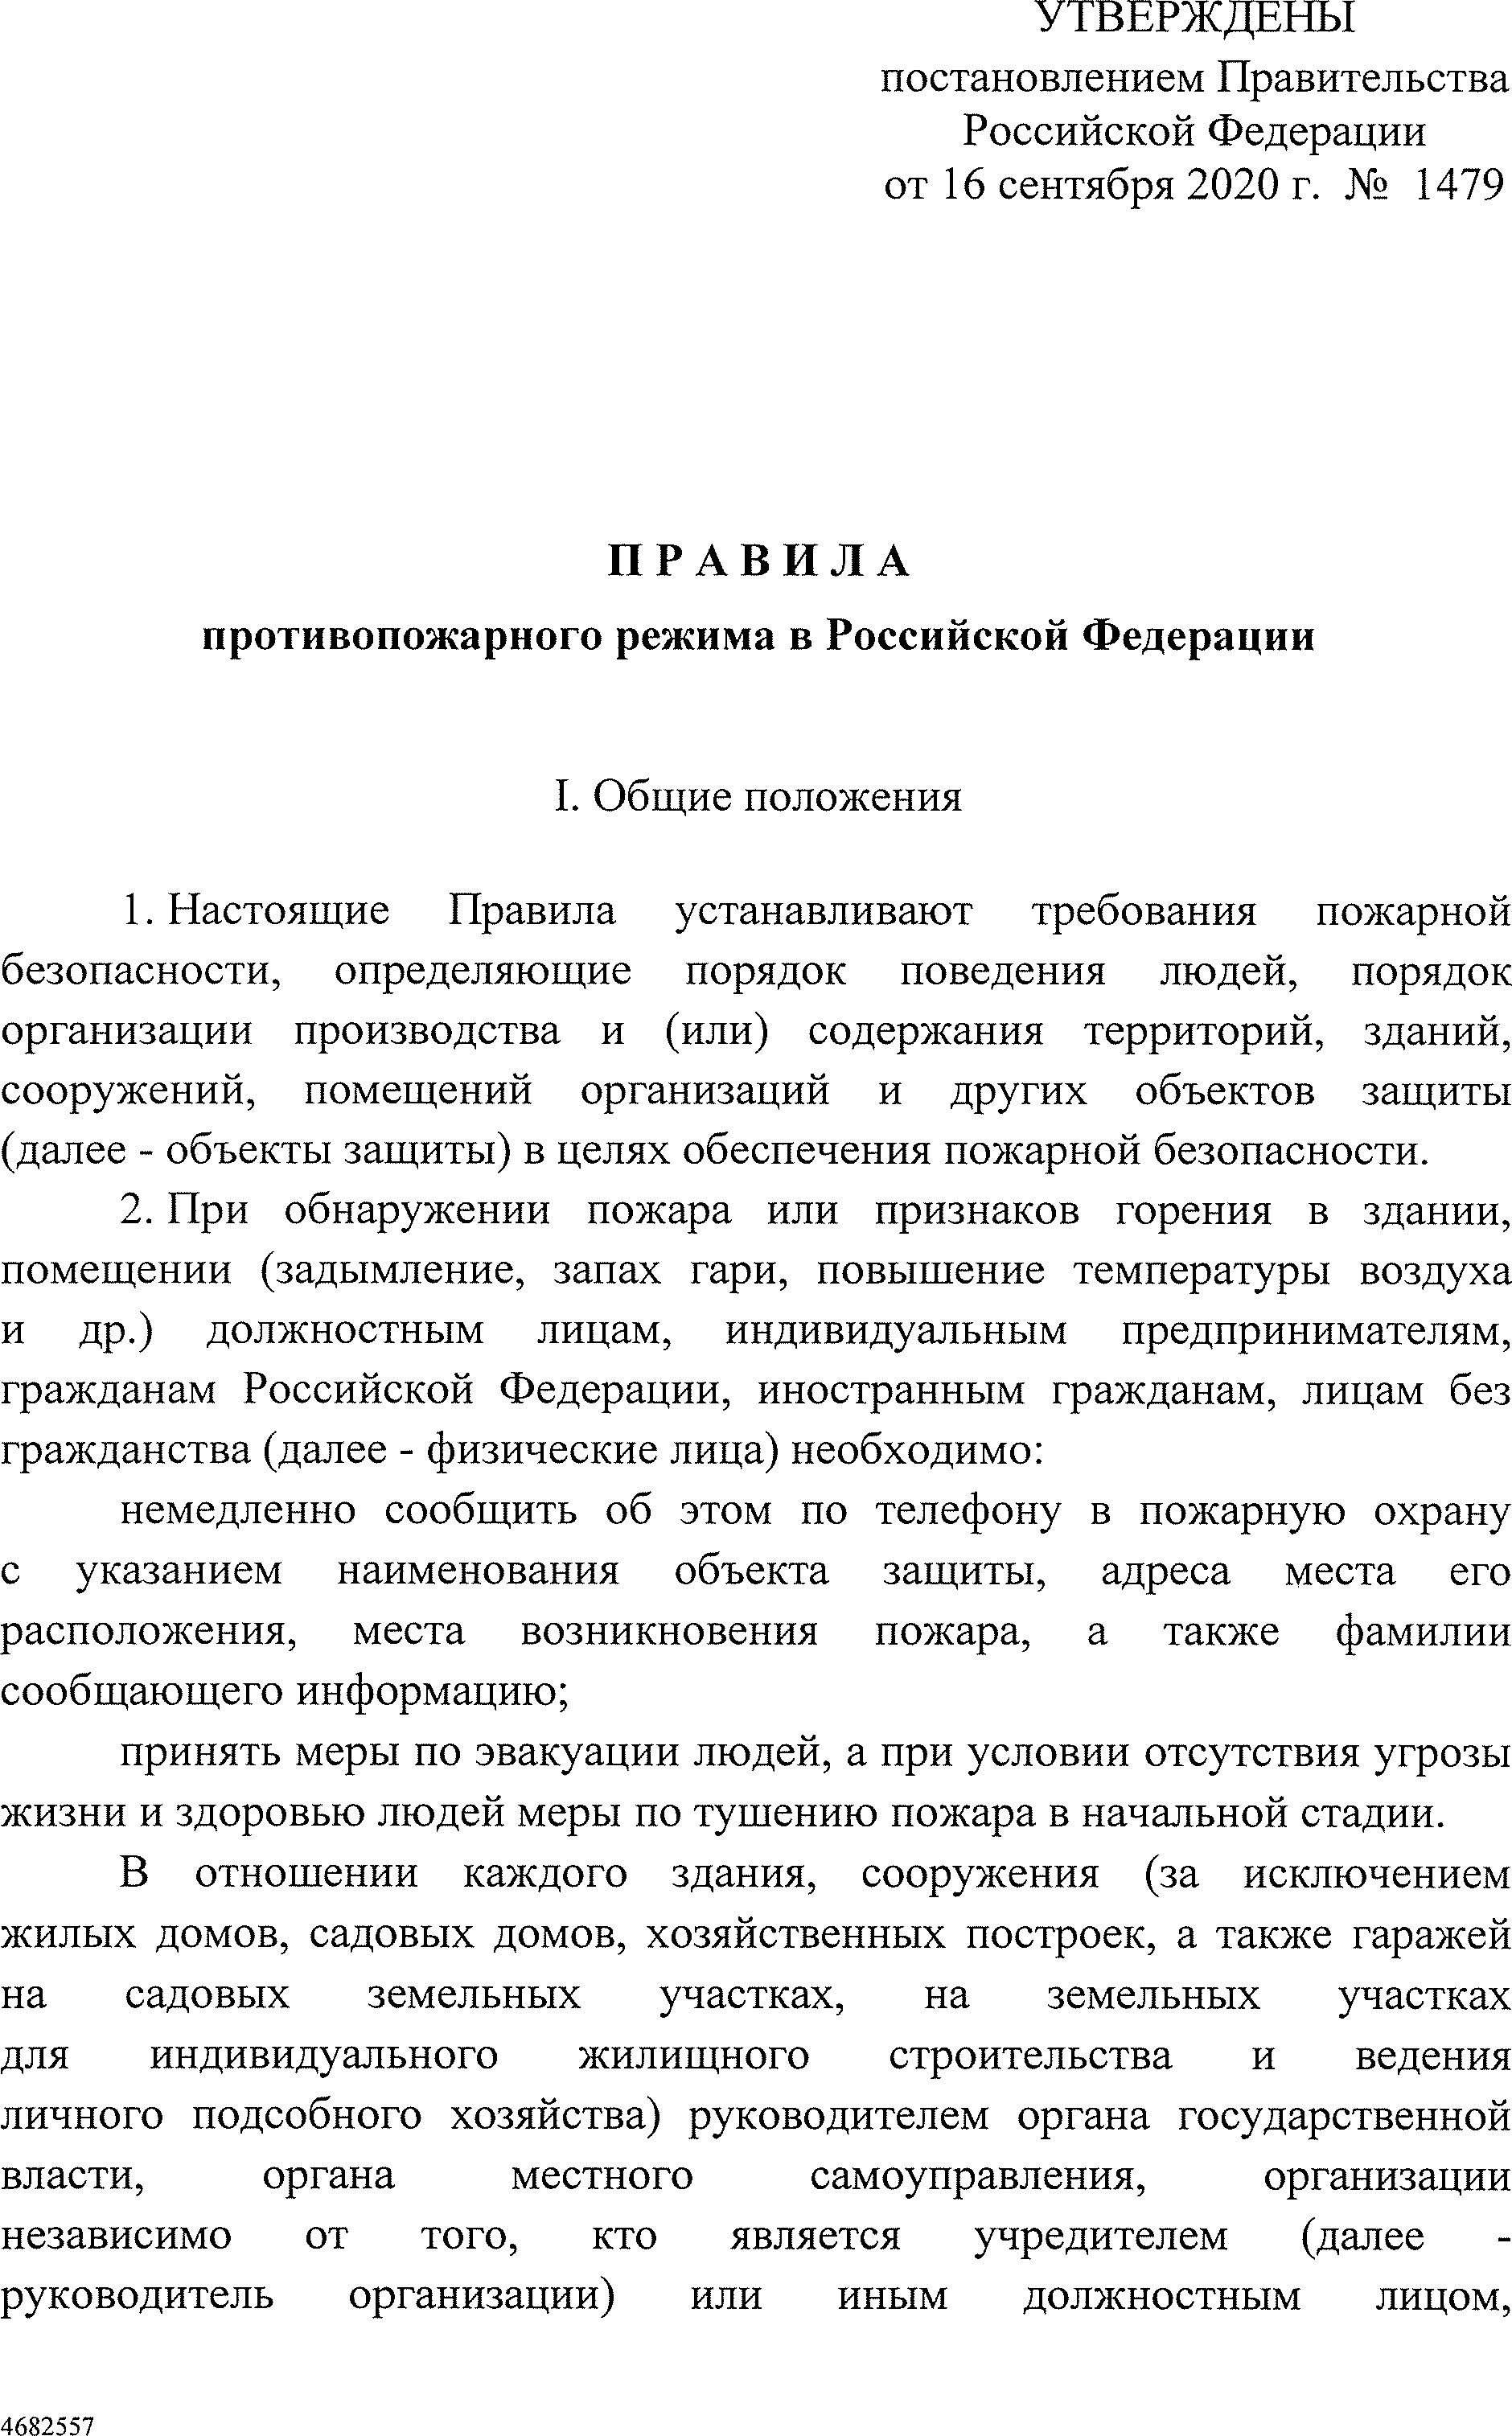 УТВЕРЖДЕНЫ
постановлением Правительства
Российской Федерации
от 16 сентября 2020 г. № 1479
П Р А В И Л А
противопожарного режима в Российской Федерации
I. Общие положения
1. Настоящие Правила устанавливают требования пожарной
безопасности, определяющие порядок поведения людей, порядок
организации производства и (или) содержания территорий, зданий,
сооружений, помещений организаций и других объектов защиты
(далее - объекты защиты) в целях обеспечения пожарной безопасности.
2. При обнаружении пожара или признаков горения в здании,
помещении (задымление, запах гари, повышение температуры воздуха
и др.) должностным лицам, индивидуальным предпринимателям,
гражданам Российской Федерации, иностранным гражданам, лицам без
гражданства (далее - физические лица) необходимо:
немедленно сообщить об этом по телефону в пожарную охрану
с указанием наименования объекта защиты, адреса места его
расположения, места возникновения пожара, а также фамилии
сообщающего информацию;
принять меры по эвакуации людей, а при условии отсутствия угрозы
жизни и здоровью людей меры по тушению пожара в начальной стадии.
В отношении каждого здания, сооружения (за исключением
жилых домов, садовых домов, хозяйственных построек, а также гаражей
на садовых земельных участках, на земельных участках
для индивидуального жилищного строительства и ведения
личного подсобного хозяйства) руководителем органа государственной
власти, органа местного самоуправления, организации
независимо от того, кто является учредителем (далее -
руководитель организации) или иным должностным лицом,
4682557